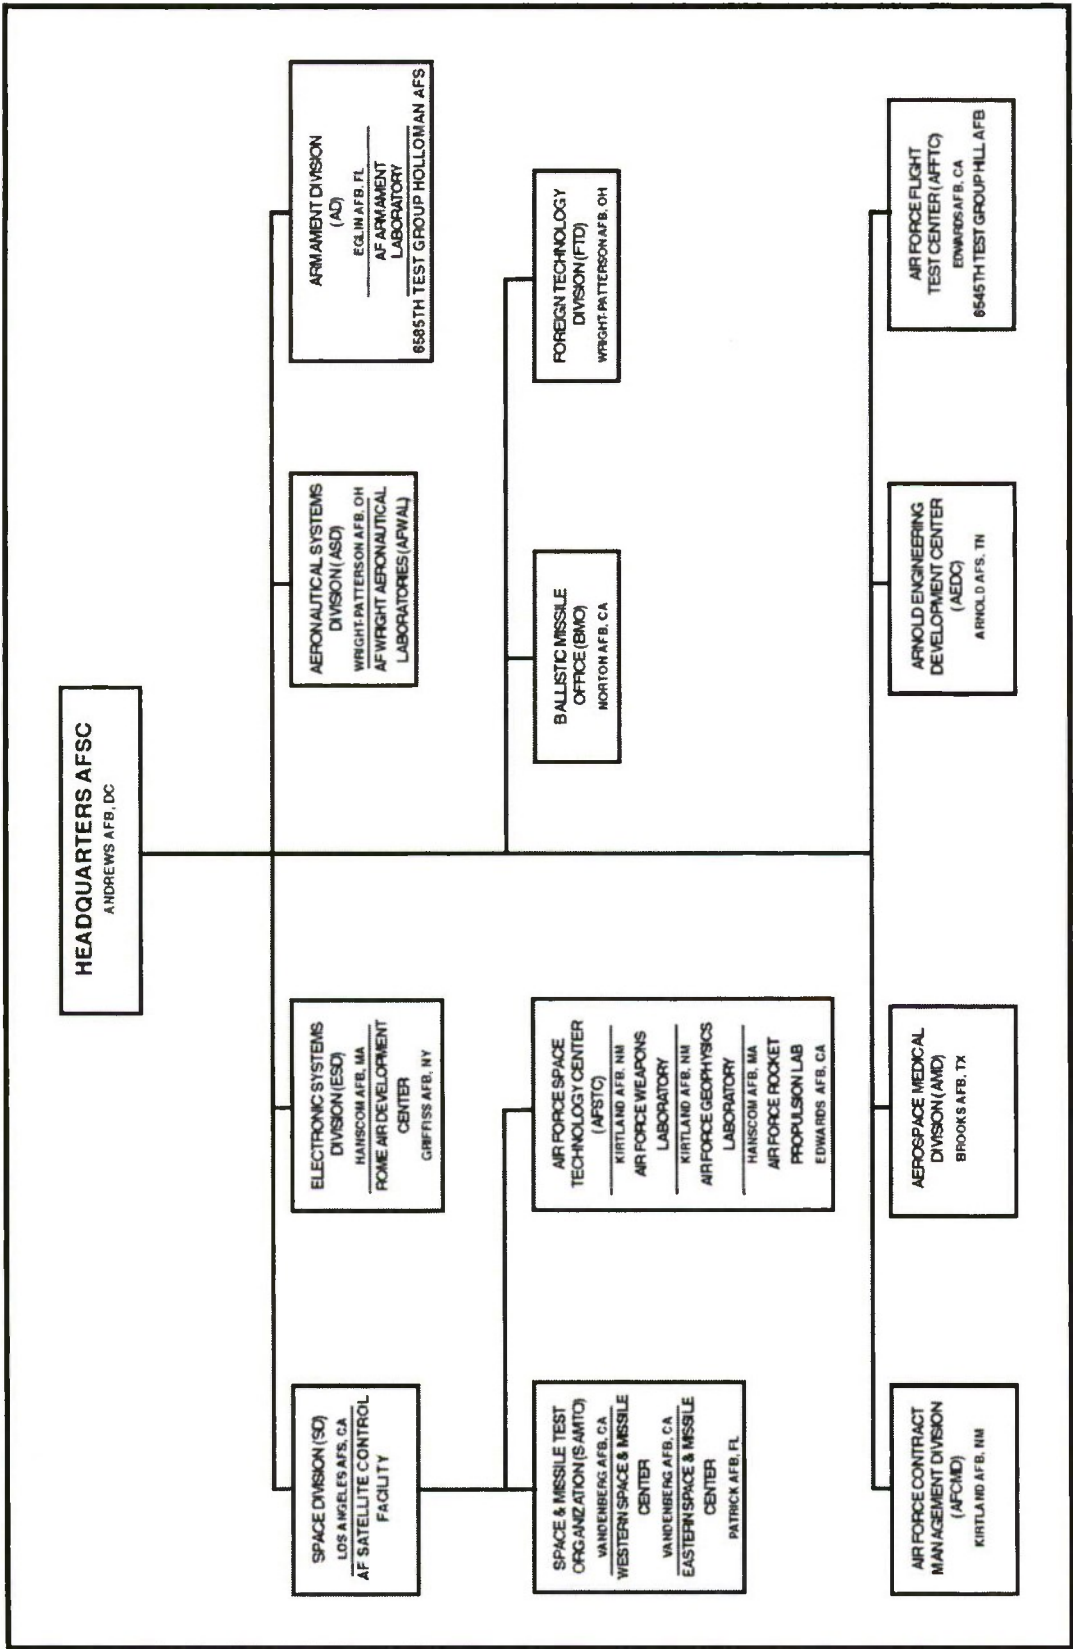 HEADQUARTERS AFSC
ANDREWS AFB, DC
SPACE DIVISION (SD)
LOS ANGELES AFS, CA
AF SATELLITE CONTROL
FACILITY
ELECTRONIC SYSTEMS
DIVISION (ESD)
HANSCOM AFB, MA
ROME AIR DEVELOPMENT
CENTER
GRIFFISS AFB, NY
AERONAUTICAL SYSTEMS
DIVISION (ASD)
WRIGHT-PATTERSON AFB, OH
AF WRIGHT AERONAUTICAL
LABORATORIES (AFWAL)
ARMAMENT DIVISION
(AD)
EGLIN AFB, FL
AF ARMAMENT
LABORATORY
6585TH TEST GROUP HOLLOMAN AFS
SPACE & MISSILE TEST
ORGANIZATION (SAMTO)
VANDENBERG AFB, CA
WESTERN SPACE & MISSILE
CENTER
VANDENBERG AFB, CA
EASTERN SPACE & MISSILE
CENTER
PATRICK AFB, FL
AIR FORCE SPACE
TECHNOLOGY CENTER
(AFSTC)
KIRTLAND AFB, NM
AIR FORCE WEAPONS
LABORATORY
KIRTLAND AFB, NM
AIR FORCE GEOPHYSICS
LABORATORY
HANSCOM AFB, MA
AIR FORCE ROCKET
PROPULSION LAB
EDWARDS AFB, CA
BALLISTIC MISSILE
OFFICE (BMO)
NORTON AFB, CA
FOREIGN TECHNOLOGY
DIVISION (FTD)
WRIGHT-PATTERSON AFB, OH
AIR FORCE CONTRACT
MANAGEMENT DIVISION
(AFCMD)
KIRTLAND AFB, NM
AEROSPACE MEDICAL
DIVISION (AMD)
BROOKS AFB, TX
ARNOLD ENGINEERING
DEVELOPMENT CENTER
(AEDC)
ARNOLD AFS, TN
AIR FORCE FLIGHT
TEST CENTER (AFFTC)
EDWARDS AFB, CA
6545TH TEST GROUP HILL AFB